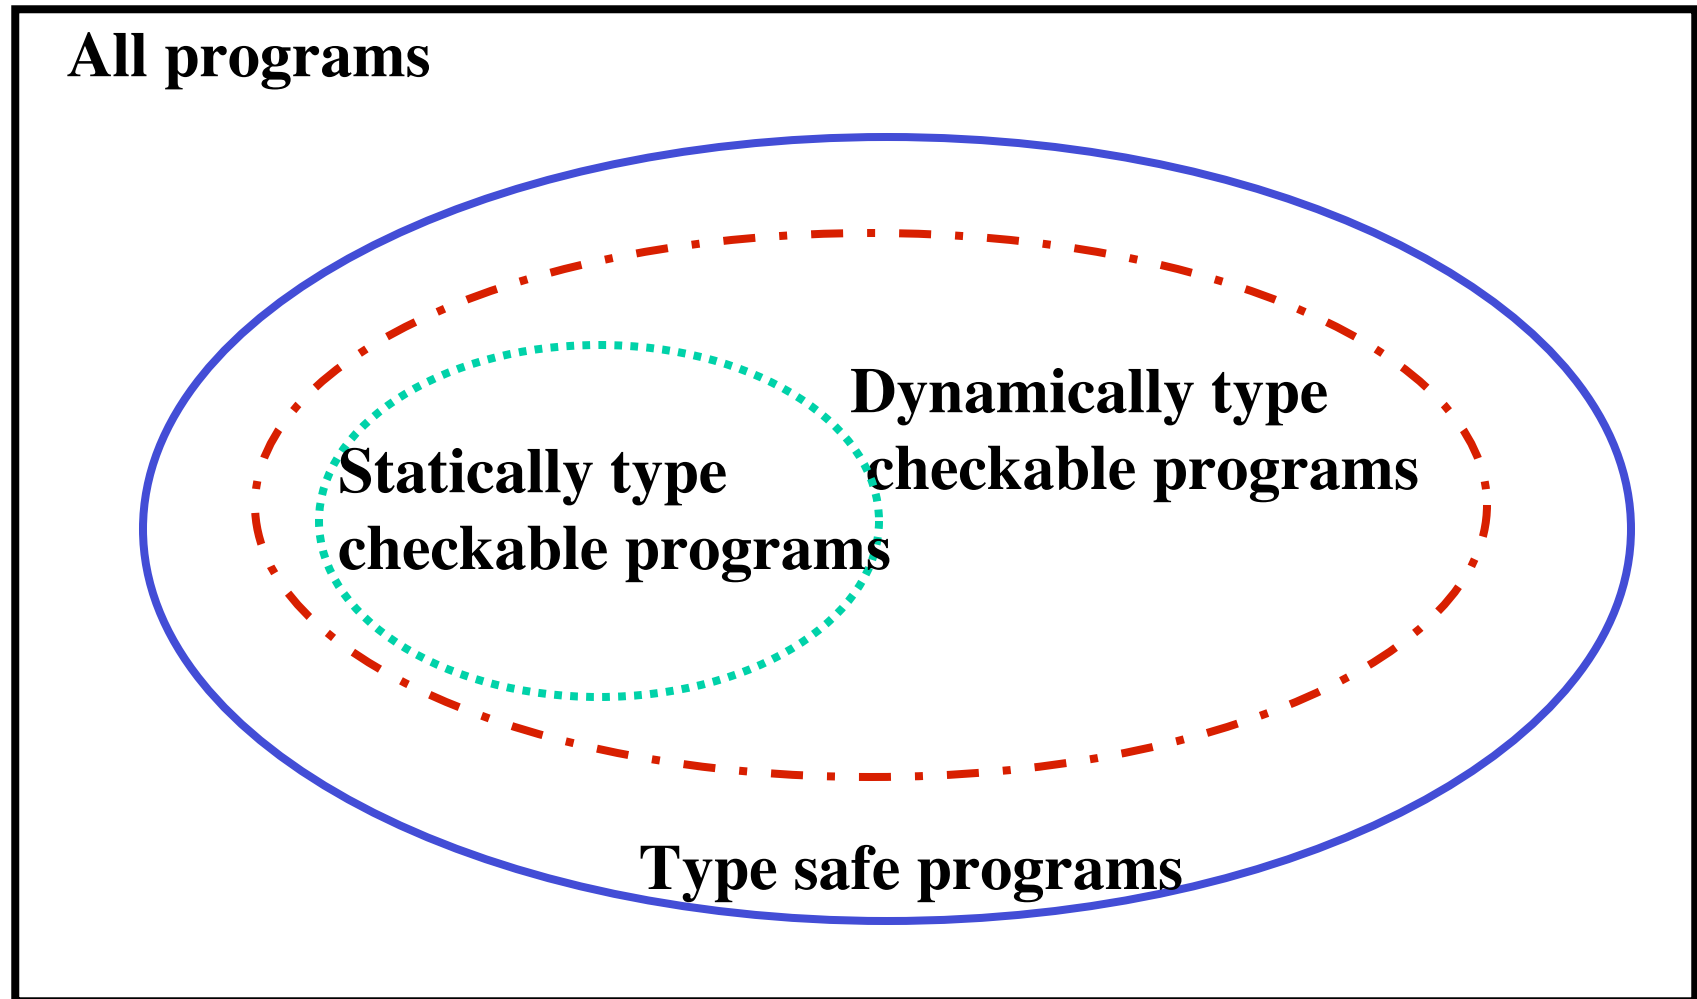 All programs
Dynamically type
checkable programs
Statically type
checkable programs
Type safe programs